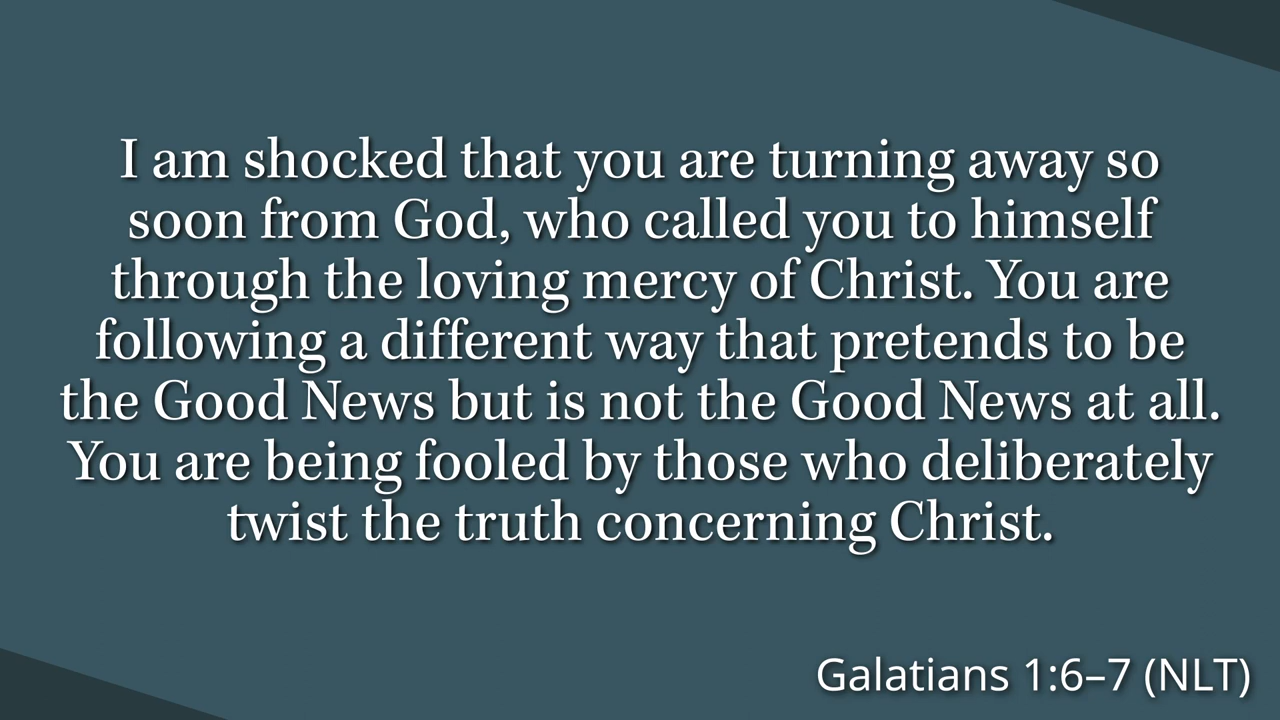 I am shocked that you are turning away so
soon from God, who called you to himself
through the loving mercy of Christ. You are
following a different way that pretends to be
the Good News but is not the Good News at all.
You are being fooled by those who deliberately
twist the truth concerning Christ.
Galatians 1:6–7 (NLT)